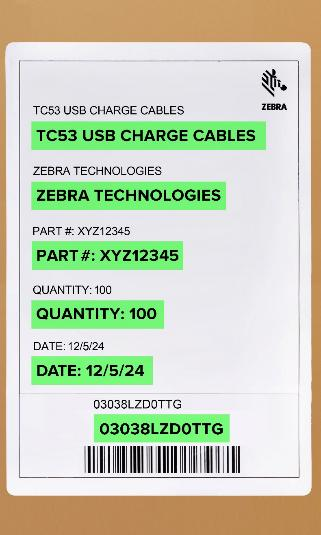 ZEBRA
TC53 USB CHARGE CABLES
TC53 USB CHARGE CABLES
ZEBRA TECHNOLOGIES
ZEBRA TECHNOLOGIES
PART #: XYZ12345
PART #: XYZ12345
QUANTITY: 100
QUANTITY: 100
DATE: 12/5/24
DATE: 12/5/24
03038LZD0TTG
03038LZD0TTG